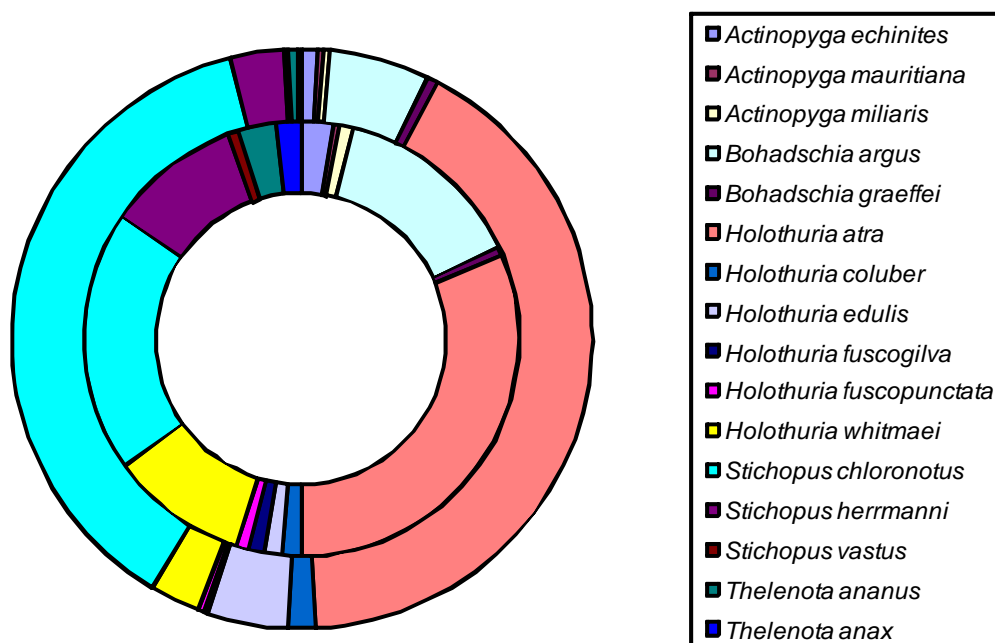 Actinopyga echinites
Actinopyga mauritiana
Actinopyga miliaris
Bohadschia argus
Bohadschia graeffei
Holothuria atra
Holothuria coluber
Holothuria edulis
Holothuria fuscogilva
Holothuria fuscopunctata
Holothuria whitmaei
Stichopus chloronotus
Stichopus herrmanni
Stichopus vastus
Thelenota ananus
Thelenota anax